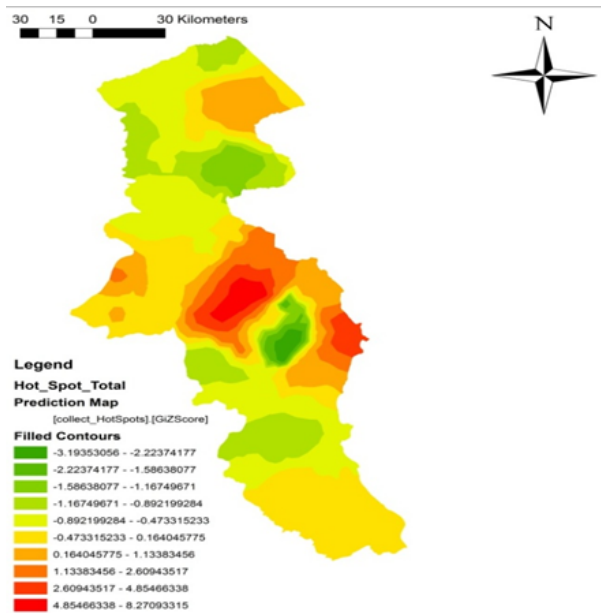 30 15 0 30 Kilometers
N
Legend
Hot_Spot_Total
Prediction Map
[collect_HotSpots].[GiZScore]
Filled Contours
-3.19353056 - -2.22374177
-2.22374177 - -1.58638077
-1.58638077 - -1.16749671
-1.16749671 - -0.892199284
-0.892199284 - -0.473315233
-0.473315233 - 0.164045775
0.164045775 - 1.13383456
1.13383456 - 2.60943517
2.60943517 - 4.85466338
4.85466338 - 8.27093315